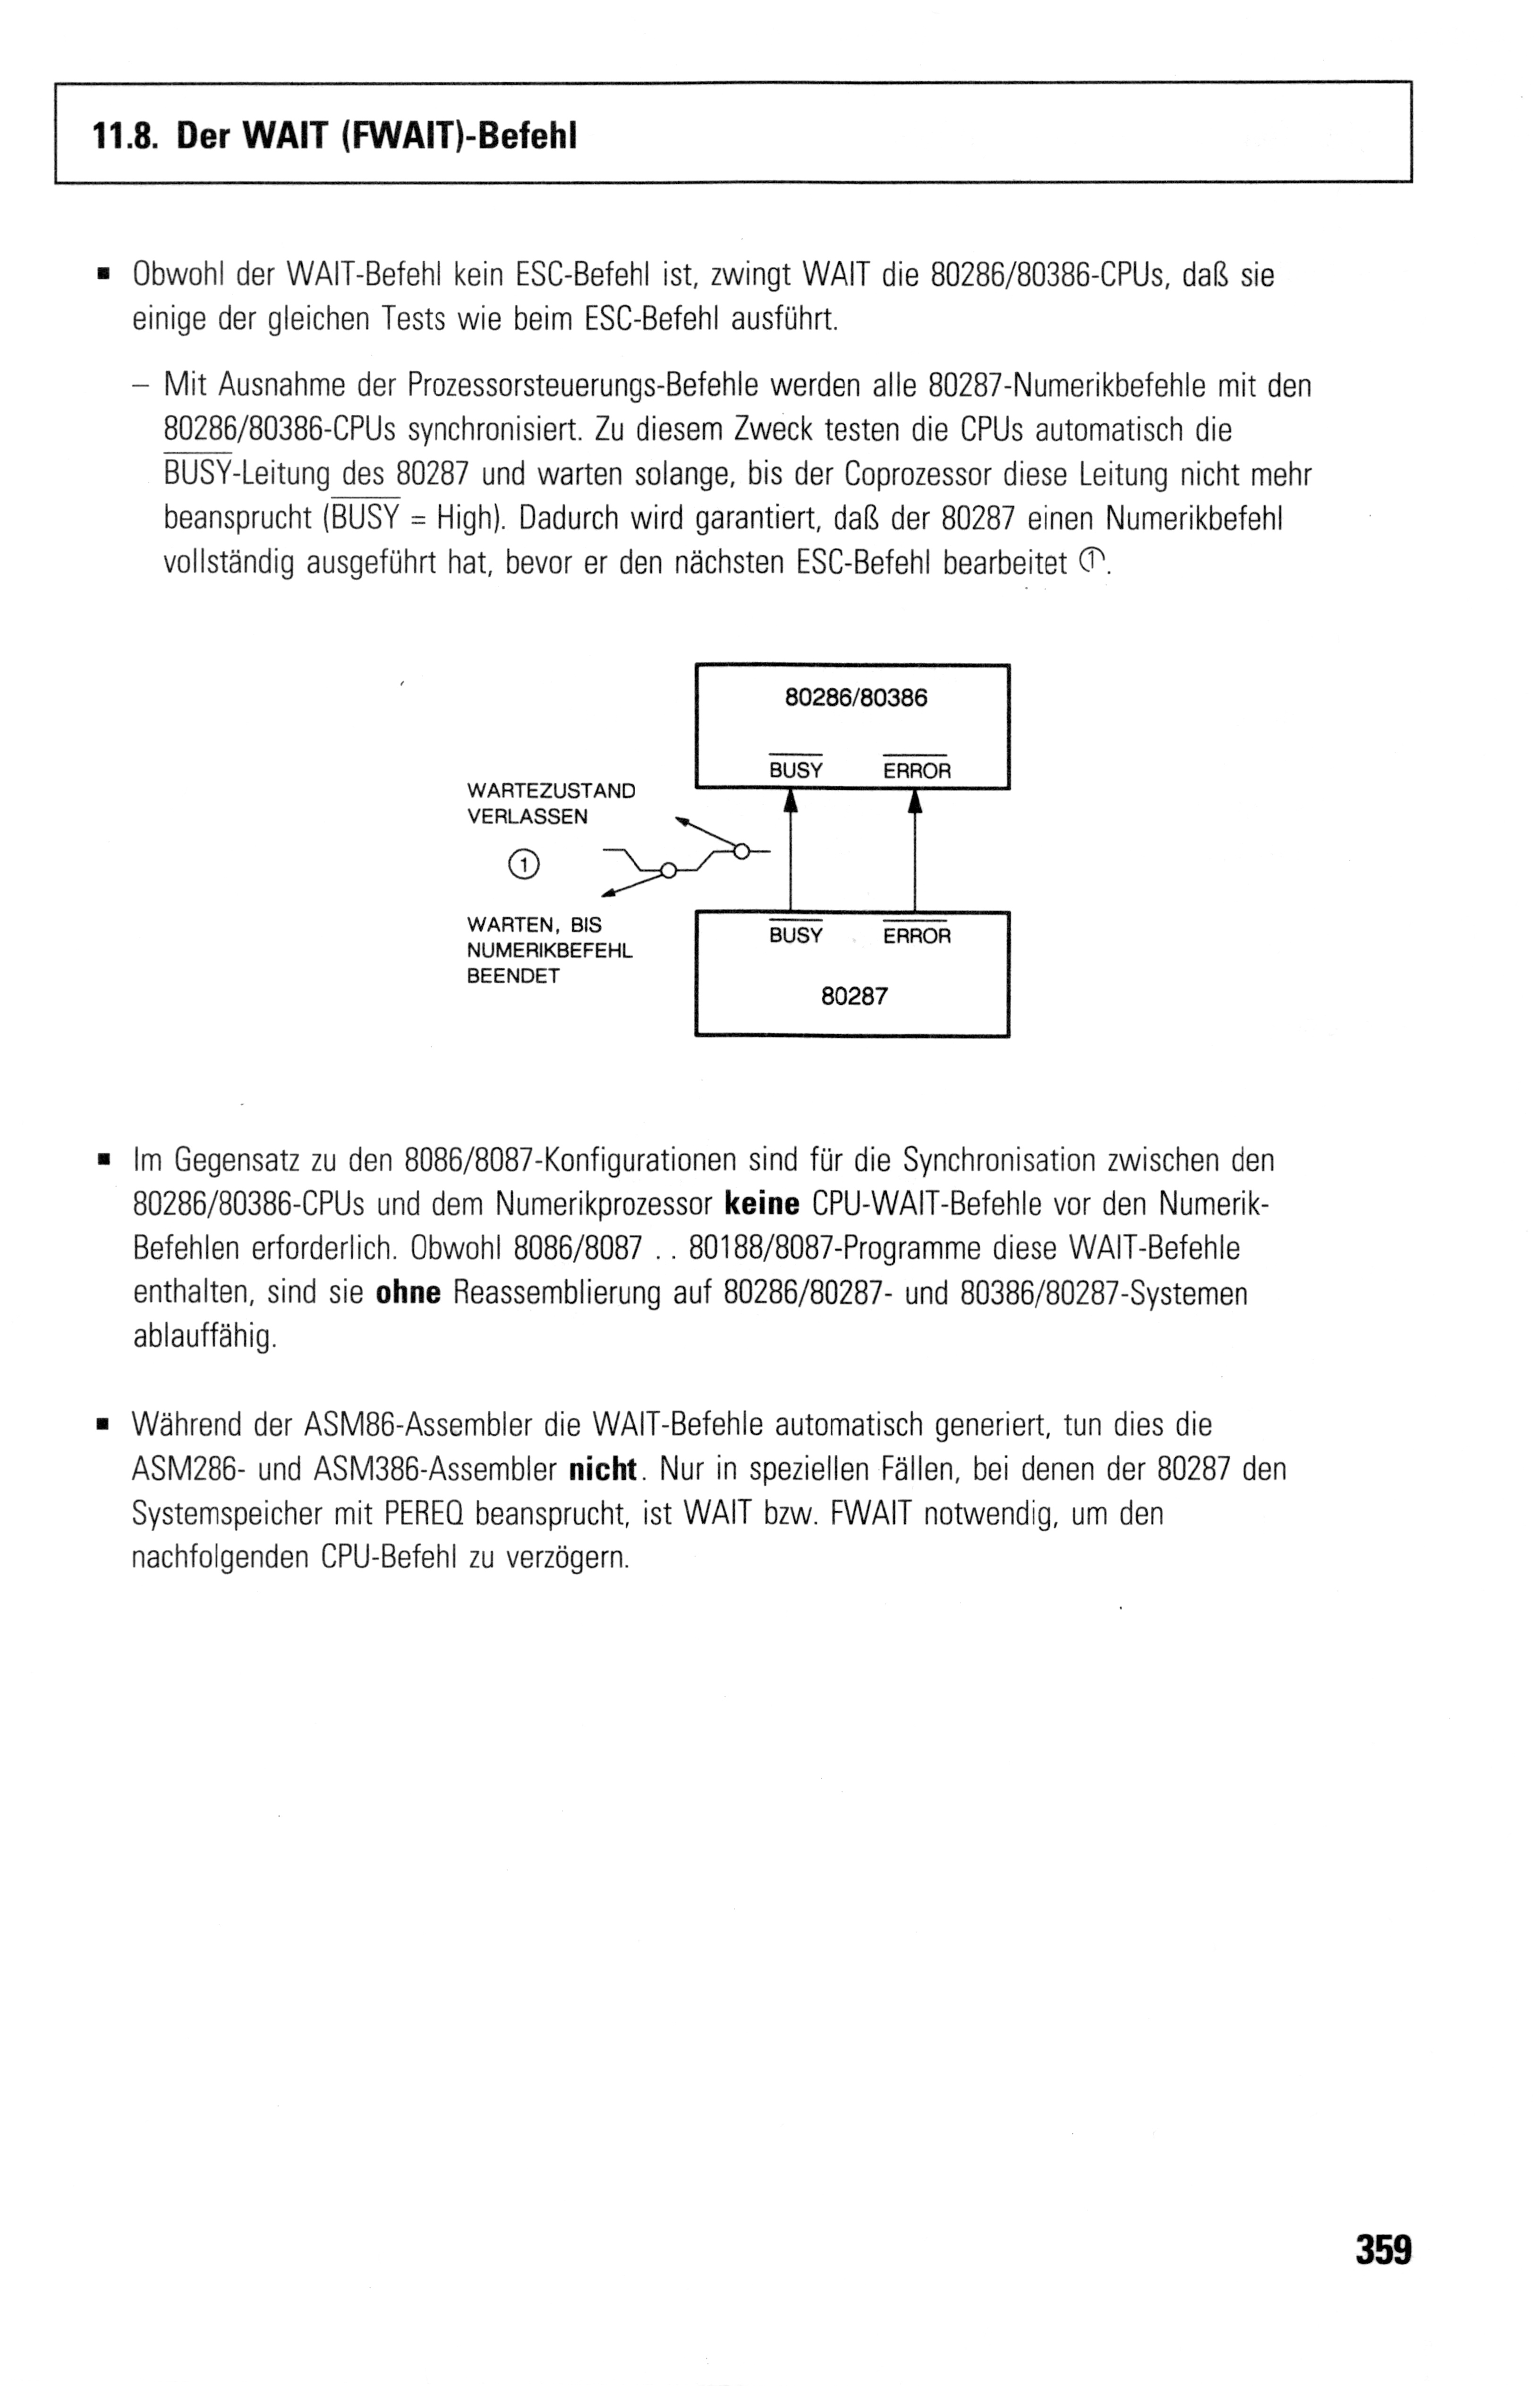 11.8. Der WAIT (FWAIT)-Befehl
▪ Obwohl der WAIT-Befehl kein ESC-Befehl ist, zwingt WAIT die 80286/80386-CPUs, daß sie
einige der gleichen Tests wie beim ESC-Befehl ausführt.
– Mit Ausnahme der Prozessorsteuerungs-Befehle werden alle 80287-Numerikbefehle mit den
80286/80386-CPUs synchronisiert. Zu diesem Zweck testen die CPUs automatisch die
BUSY-Leitung des 80287 und warten solange, bis der Coprozessor diese Leitung nicht mehr
beansprucht (BUSY = High). Dadurch wird garantiert, daß der 80287 einen Numerikbefehl
vollständig ausgeführt hat, bevor er den nächsten ESC-Befehl bearbeitet ①.
80286/80386
BUSY ERROR
WARTEZUSTAND
VERLASSEN
①
WARTEN, BIS
NUMERIKBEFEHL
BEENDET
BUSY ERROR
80287
▪ Im Gegensatz zu den 8086/8087-Konfigurationen sind für die Synchronisation zwischen den
80286/80386-CPUs und dem Numerikprozessor keine CPU-WAIT-Befehle vor den Numerik-
Befehlen erforderlich. Obwohl 8086/8087 . . 80188/8087-Programme diese WAIT-Befehle
enthalten, sind sie ohne Reassemblierung auf 80286/80287- und 80386/80287-Systemen
ablauffähig.
▪ Während der ASM86-Assembler die WAIT-Befehle automatisch generiert, tun dies die
ASM286- und ASM386-Assembler nicht. Nur in speziellen Fällen, bei denen der 80287 den
Systemspeicher mit PEREQ beansprucht, ist WAIT bzw. FWAIT notwendig, um den
nachfolgenden CPU-Befehl zu verzögern.
359